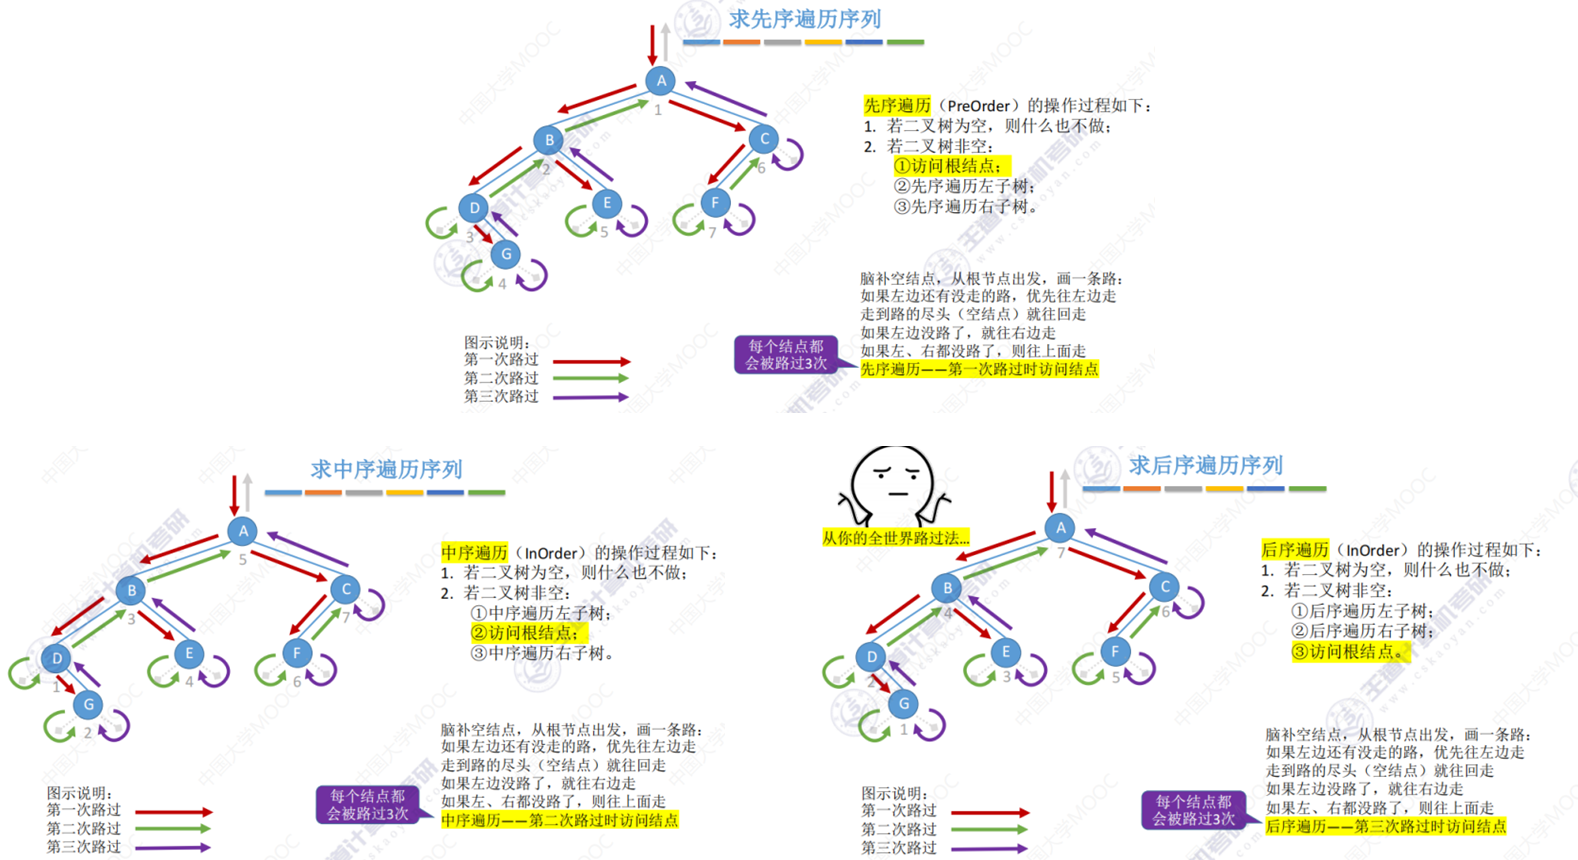 求先序遍历序列
A
1
B
2
C
6
D
3
E
5
F
7
G
4
先序遍历（PreOrder）的操作过程如下：
1. 若二叉树为空，则什么也不做；
2. 若二叉树非空：
①访问根结点；
②先序遍历左子树；
③先序遍历右子树。
脑补空结点，从根节点出发，画一条路：
如果左边还有没走的路，优先往左边走
走到路的尽头（空结点）就往回走
如果左边没路了，就往右边走
如果左、右都没路了，则往上面走
先序遍历——第一次路过时访问结点
每个结点都
会被路过3次
图示说明：
第一次路过
第二次路过
第三次路过
求中序遍历序列
A
5
B
3
C
7
D
1
E
4
F
6
G
2
中序遍历（InOrder）的操作过程如下：
1. 若二叉树为空，则什么也不做；
2. 若二叉树非空：
①中序遍历左子树；
②访问根结点；
③中序遍历右子树。
脑补空结点，从根节点出发，画一条路：
如果左边还有没走的路，优先往左边走
走到路的尽头（空结点）就往回走
如果左边没路了，就往右边走
如果左、右都没路了，则往上面走
中序遍历——第二次路过时访问结点
每个结点都
会被路过3次
图示说明：
第一次路过
第二次路过
第三次路过
求后序遍历序列
从你的全世界路过法...
A
7
B
4
C
6
D
2
E
3
F
5
G
1
后序遍历（InOrder）的操作过程如下：
1. 若二叉树为空，则什么也不做；
2. 若二叉树非空：
①后序遍历左子树；
②后序遍历右子树；
③访问根结点。
脑补空结点，从根节点出发，画一条路：
如果左边还有没走的路，优先往左边走
走到路的尽头（空结点）就往回走
如果左边没路了，就往右边走
如果左、右都没路了，则往上面走
后序遍历——第三次路过时访问结点
每个结点都
会被路过3次
图示说明：
第一次路过
第二次路过
第三次路过
中国大学MOOC
王道计算机考研
www.cskaoyan.com